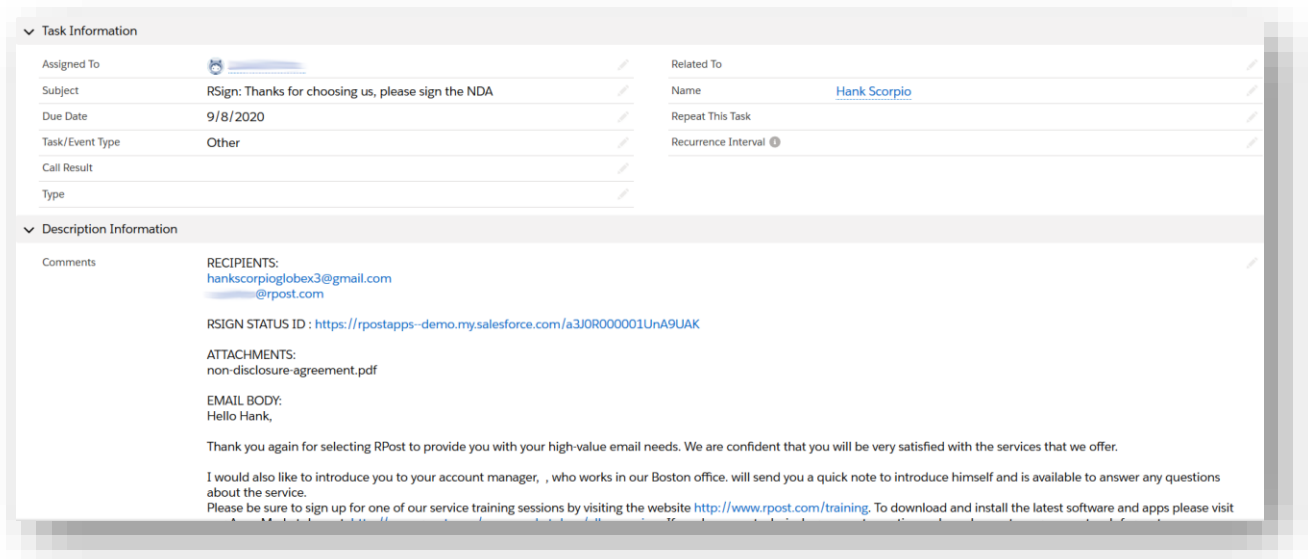 Task Information
Assigned To
Related To
Subject RSign: Thanks for choosing us, please sign the NDA
Name Hank Scorpio
Due Date 9/8/2020
Repeat This Task
Task/Event Type Other
Recurrence Interval
Call Result
Type
Description Information
Comments RECIPIENTS:
hankscorpioglobex3@gmail.com
@rpost.com
RSIGN STATUS ID : https://rpostapps--demo.my.salesforce.com/a3J0R000001UnA9UAK
ATTACHMENTS:
non-disclosure-agreement.pdf
EMAIL BODY:
Hello Hank,
Thank you again for selecting RPost to provide you with your high-value email needs. We are confident that you will be very satisfied with the services that we offer.
I would also like to introduce you to your account manager, , who works in our Boston office. will send you a quick note to introduce himself and is available to answer any questions
about the service.
Please be sure to sign up for one of our service training sessions by visiting the website http://www.rpost.com/training. To download and install the latest software and apps please visit